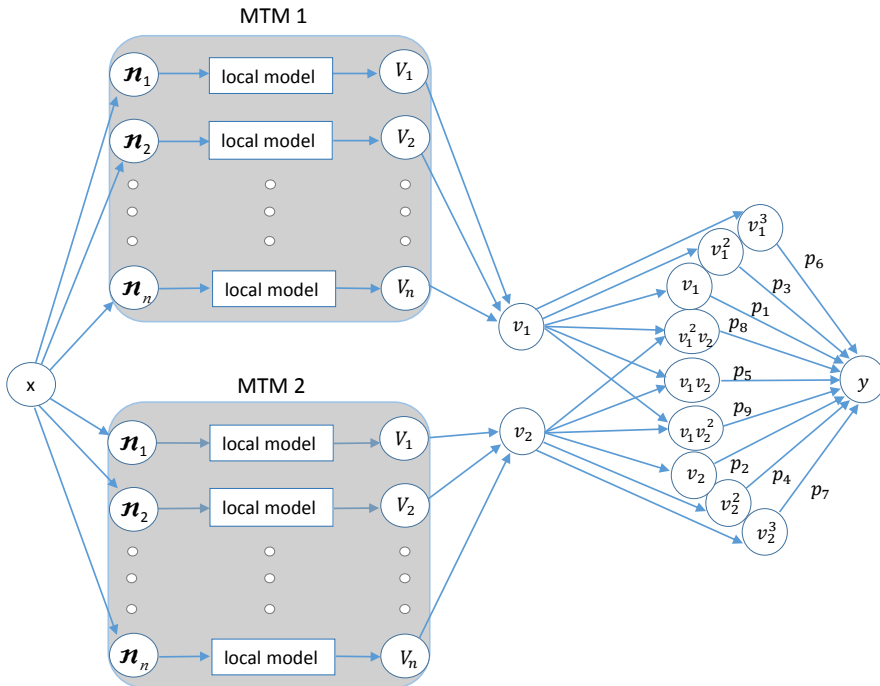 MTM 1
𝓃₁ local model V₁
𝓃₂ local model V₂
𝓃ₙ local model Vₙ
x
MTM 2
𝓃₁ local model V₁
𝓃₂ local model V₂
𝓃ₙ local model Vₙ
v₁
v₂
v₁³
v₁²
v₁
v₁²v₂
v₁v₂
v₁v₂²
v₂
v₂²
v₂³
p₆
p₃
p₁
p₈
p₅
p₉
p₂
p₄
p₇
y